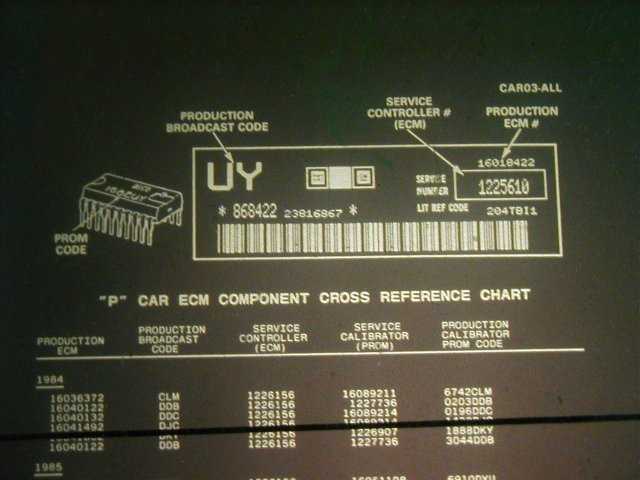 CAR03-ALL
PRODUCTION
BROADCAST CODE
SERVICE
CONTROLLER #
(ECM)
PRODUCTION
ECM #
UY
16018422
SERVICE
NUMBER
1225610
* 868422 23816867 *
LIT REF CODE 204TBI1
PROM
CODE
"P" CAR ECM COMPONENT CROSS REFERENCE CHART
PRODUCTION
ECM
PRODUCTION
BROADCAST
CODE
SERVICE
CONTROLLER
(ECM)
SERVICE
CALIBRATOR
(PROM)
PRODUCTION
CALIBRATOR
PROM CODE
1984
16036372 CLM 1226156 16089211 6742CLM
16040122 DDB 1226156 1227736 0203DDB
16040132 DDC 1226156 16089214 0196DDC
16041492 DJC 1226156
1226907 1888DKY
16040122 DDB 1226156 1227736 3044DDB
1985